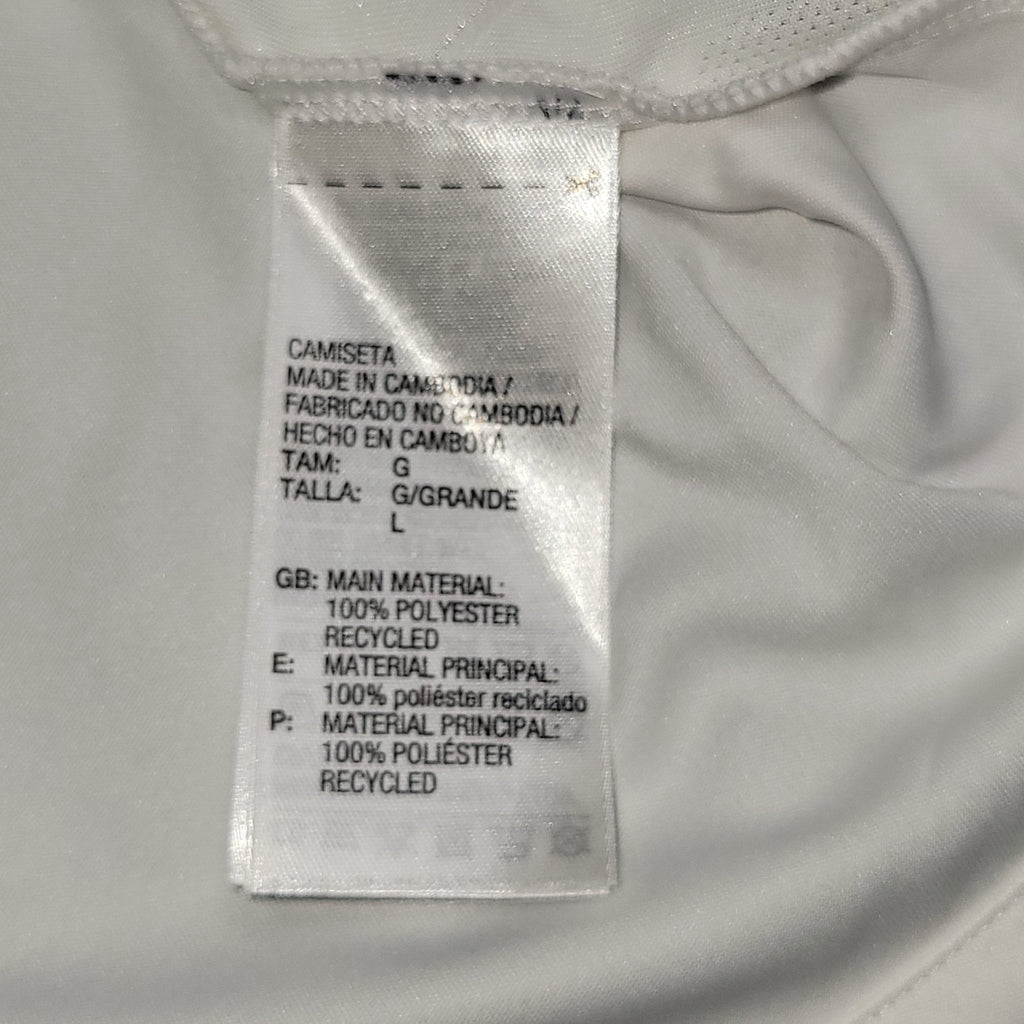 CAMISETA
MADE IN CAMBODIA /
FABRICADO NO CAMBODIA /
HECHO EN CAMBOYA
TAM: G
TALLA: G/GRANDE
L
GB: MAIN MATERIAL:
100% POLYESTER
RECYCLED
E: MATERIAL PRINCIPAL:
100% poliéster reciclado
P: MATERIAL PRINCIPAL:
100% POLIÉSTER
RECYCLED